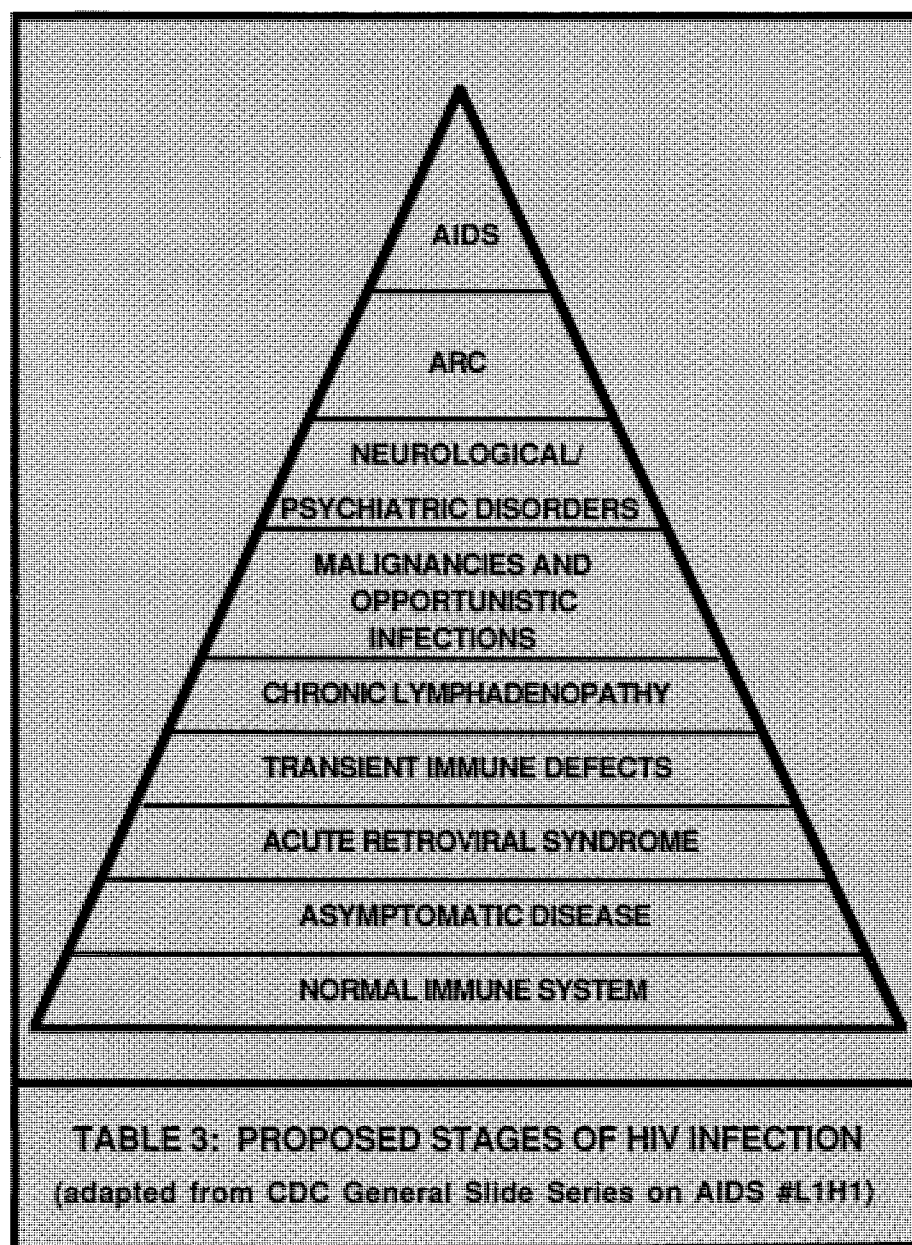 AIDS
ARC
NEUROLOGICAL/
PSYCHIATRIC DISORDERS
MALIGNANCIES AND
OPPORTUNISTIC
INFECTIONS
CHRONIC LYMPHADENOPATHY
TRANSIENT IMMUNE DEFECTS
ACUTE RETROVIRAL SYNDROME
ASYMPTOMATIC DISEASE
NORMAL IMMUNE SYSTEM
TABLE 3: PROPOSED STAGES OF HIV INFECTION
(adapted from CDC General Slide Series on AIDS #L1H1)